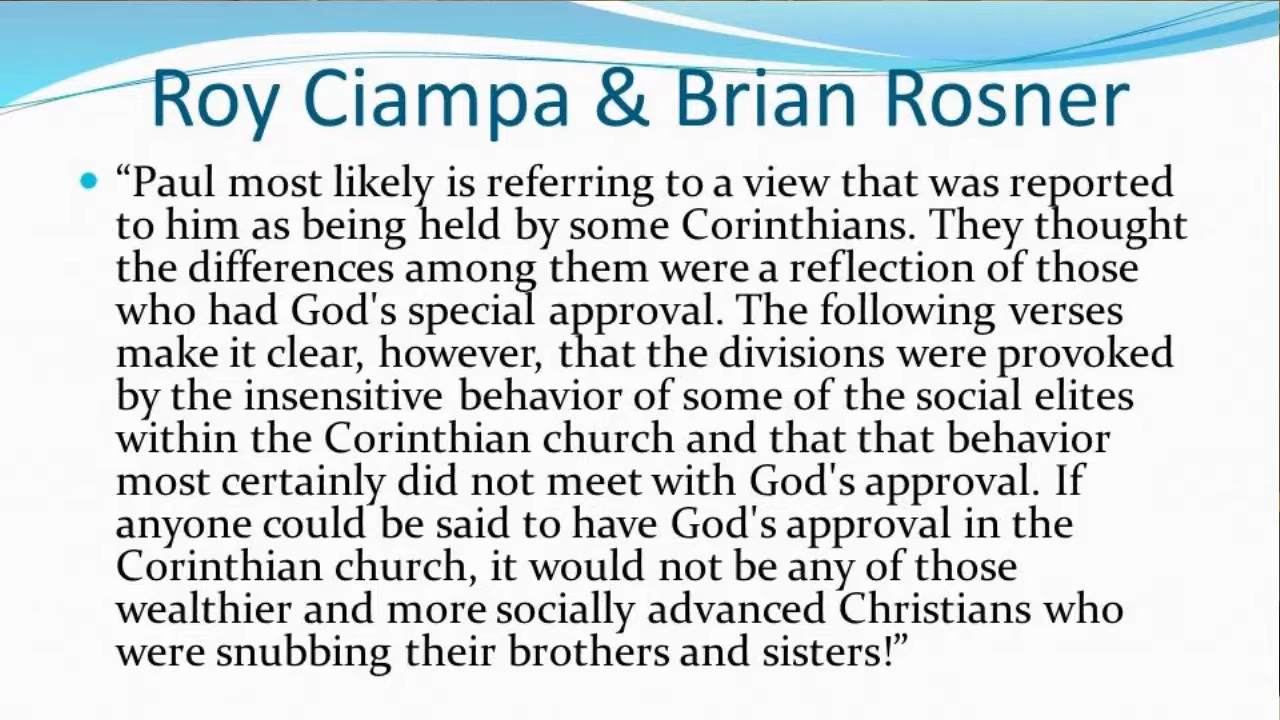 Roy Ciampa & Brian Rosner
• “Paul most likely is referring to a view that was reported
to him as being held by some Corinthians. They thought
the differences among them were a reflection of those
who had God's special approval. The following verses
make it clear, however, that the divisions were provoked
by the insensitive behavior of some of the social elites
within the Corinthian church and that that behavior
most certainly did not meet with God's approval. If
anyone could be said to have God's approval in the
Corinthian church, it would not be any of those
wealthier and more socially advanced Christians who
were snubbing their brothers and sisters!”